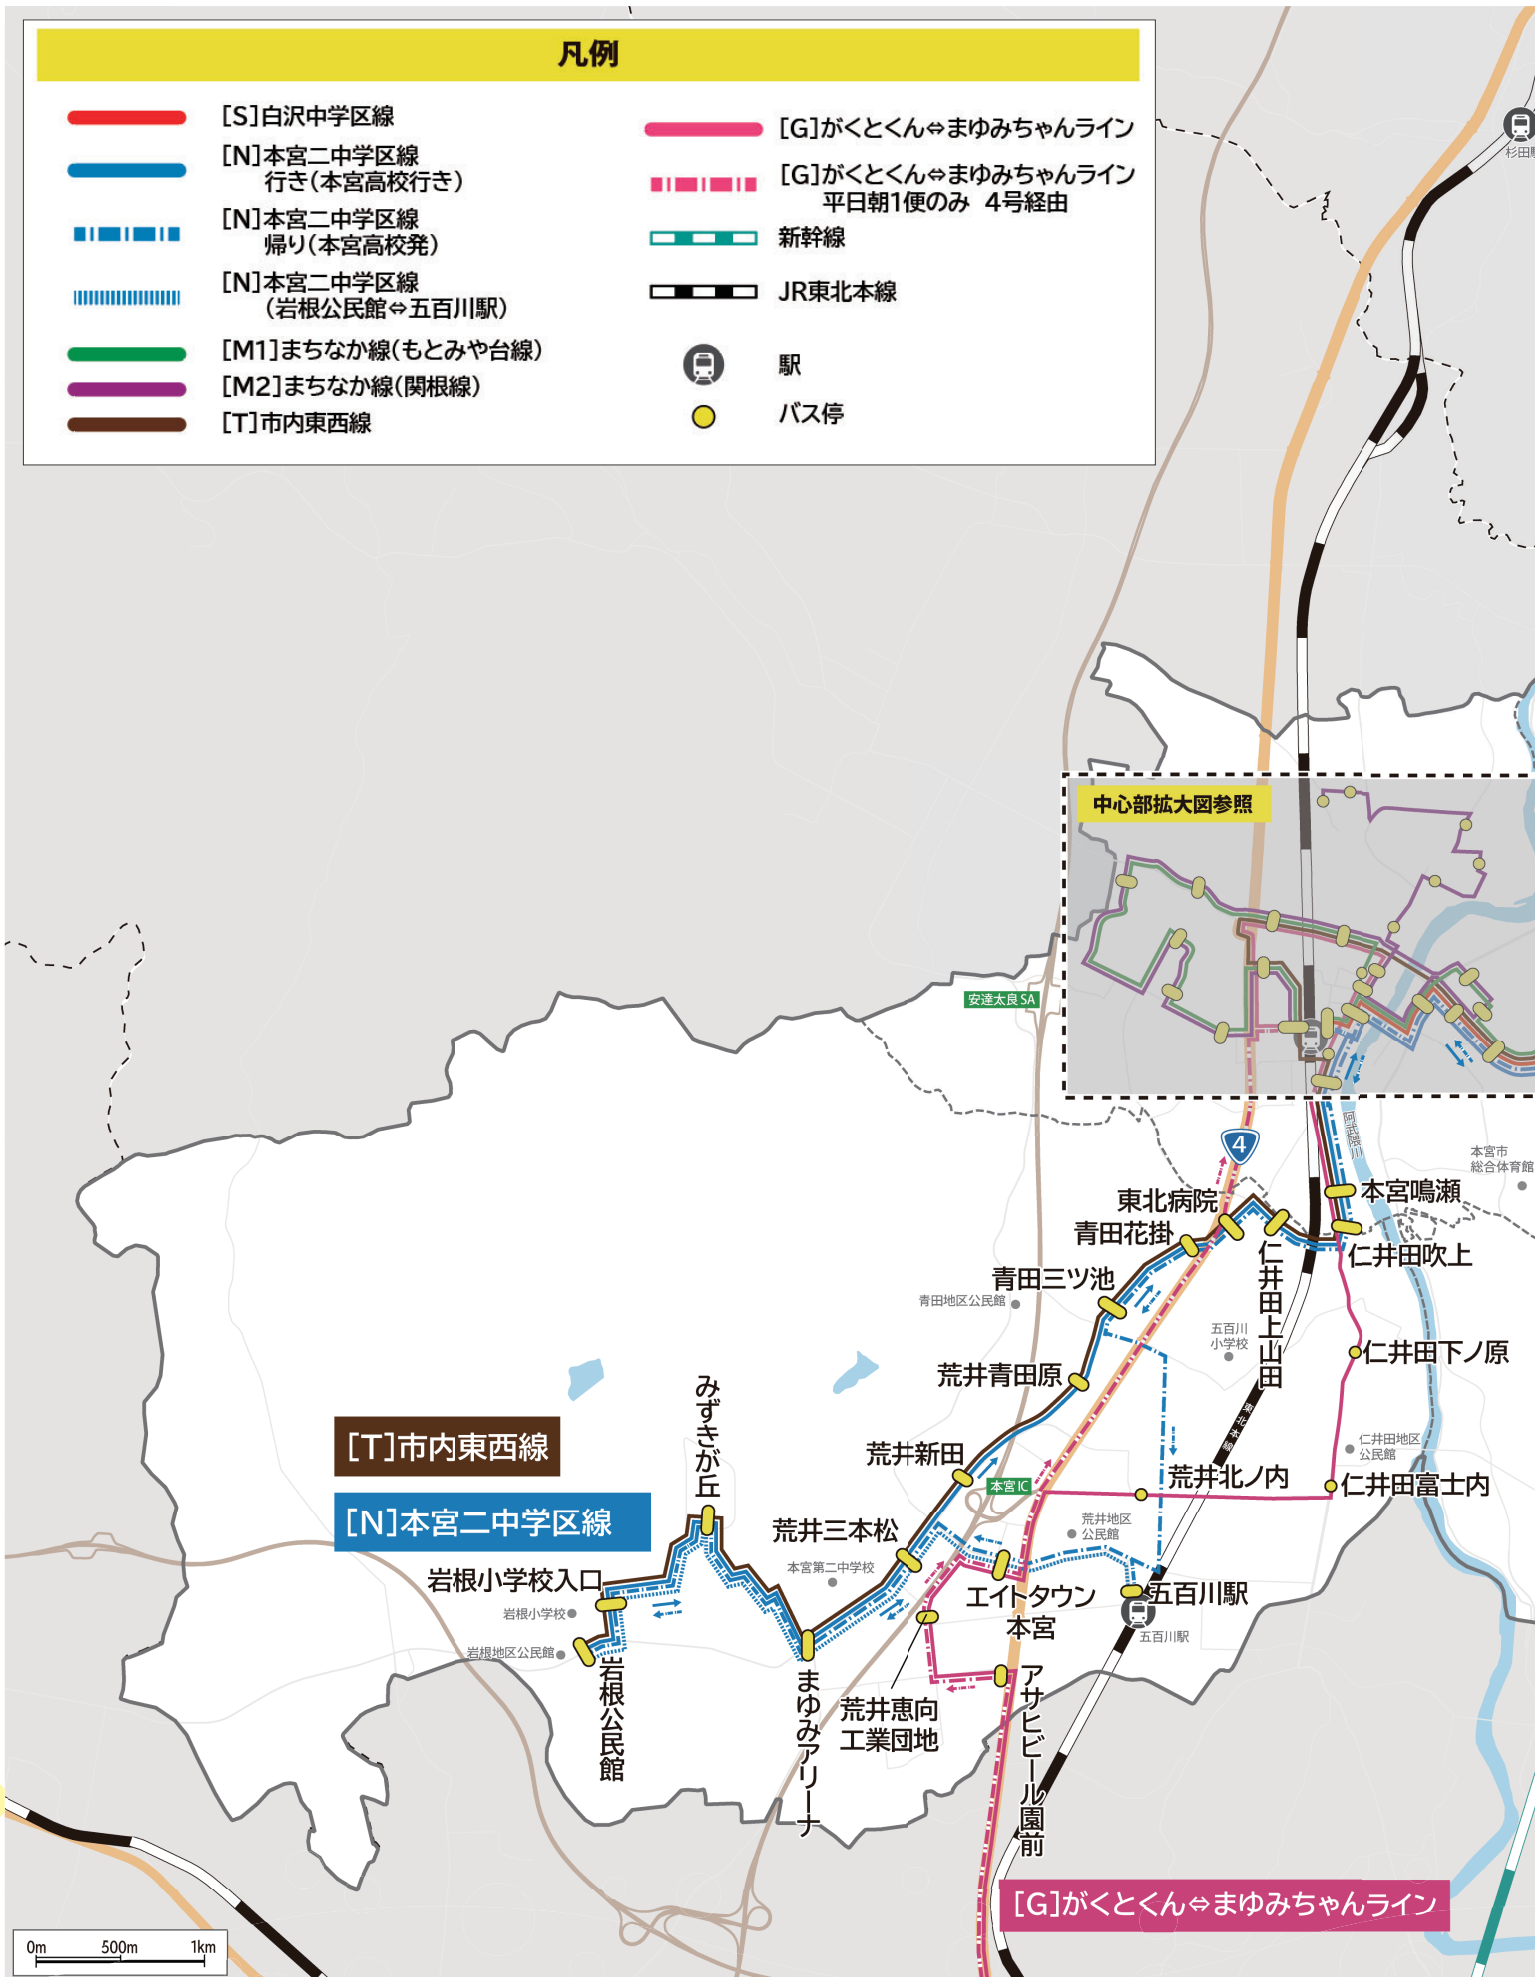 凡例
[S]白沢中学区線
[N]本宮二中学区線
行き(本宮高校行き)
[N]本宮二中学区線
帰り(本宮高校発)
[N]本宮二中学区線
(岩根公民館⇔五百川駅)
[M1]まちなか線(もとみや台線)
[M2]まちなか線(関根線)
[T]市内東西線
[G]がくとくん⇔まゆみちゃんライン
[G]がくとくん⇔まゆみちゃんライン
平日朝1便のみ 4号経由
新幹線
JR東北本線
駅
バス停
中心部拡大図参照
安達太良SA
阿武隈川
4
本宮市
総合体育館
東北病院
本宮鳴瀬
青田花掛
仁井田吹上
仁井田上山田
青田三ツ池
青田地区公民館
五百川
小学校
仁井田下ノ原
荒井青田原
みずきが丘
東北本線
[T]市内東西線
仁井田地区
公民館
荒井新田
荒井北ノ内
本宮IC
仁井田富士内
[N]本宮二中学区線
荒井三本松
荒井地区
公民館
本宮第二中学校
岩根小学校入口
エイトタウン
本宮
五百川駅
岩根小学校
五百川駅
岩根地区公民館
岩根公民館
まゆみアリーナ
荒井恵向
工業団地
アサヒビール園前
[G]がくとくん⇔まゆみちゃんライン
0m 500m 1km